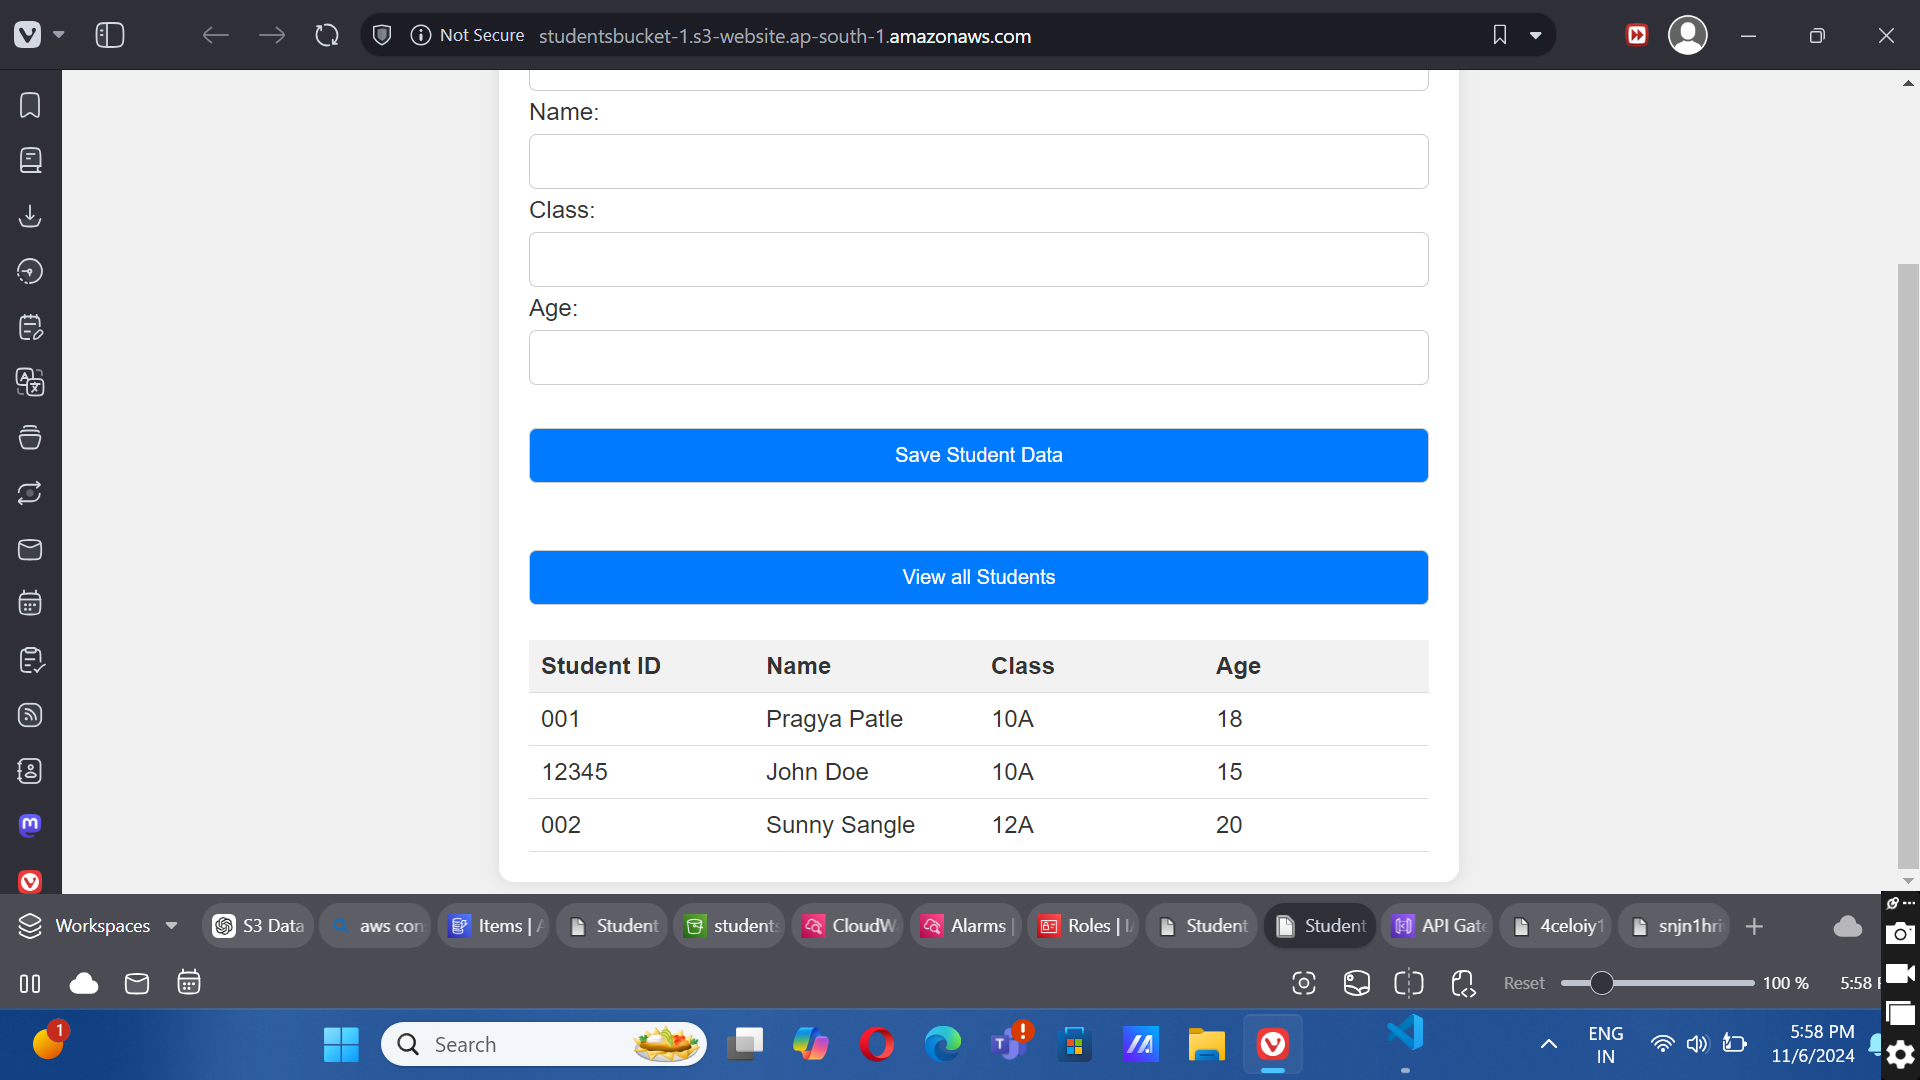 Not Secure studentsbucket-1.s3-website.ap-south-1.amazonaws.com
Name:
Class:
Age:
Save Student Data
View all Students
Student ID Name Class Age
001 Pragya Patle 10A 18
12345 John Doe 10A 15
002 Sunny Sangle 12A 20
Workspaces S3 Data aws con Items | Student students CloudW Alarms | Roles | Student Student API Gate 4celoiy1 snjn1hri
Reset 100 % 5:58
1 Search ENG 5:58 PM
IN 11/6/2024